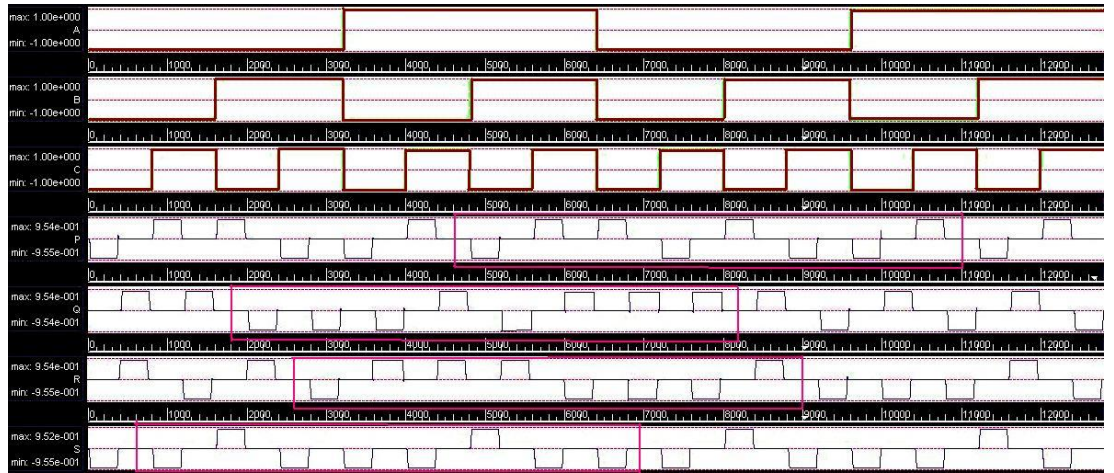 max: 1.00e+000
A
min: -1.00e+000
0 1000 2000 3000 4000 5000 6000 7000 8000 9000 10000 11000 12000
max: 1.00e+000
B
min: -1.00e+000
0 1000 2000 3000 4000 5000 6000 7000 8000 9000 10000 11000 12000
max: 1.00e+000
C
min: -1.00e+000
0 1000 2000 3000 4000 5000 6000 7000 8000 9000 10000 11000 12000
max: 9.54e-001
P
min: -9.55e-001
0 1000 2000 3000 4000 5000 6000 7000 8000 9000 10000 11000 12000
max: 9.54e-001
Q
min: -9.54e-001
0 1000 2000 3000 4000 5000 6000 7000 8000 9000 10000 11000 12000
max: 9.54e-001
R
min: -9.55e-001
0 1000 2000 3000 4000 5000 6000 7000 8000 9000 10000 11000 12000
max: 9.52e-001
S
min: -9.55e-001